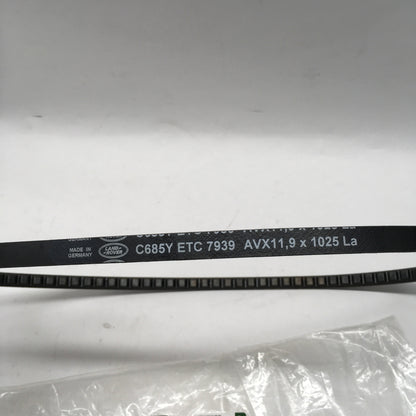 MADE IN
GERMANY
LAND
ROVER
C685Y ETC 7939 AVX11,9 x 1025 La